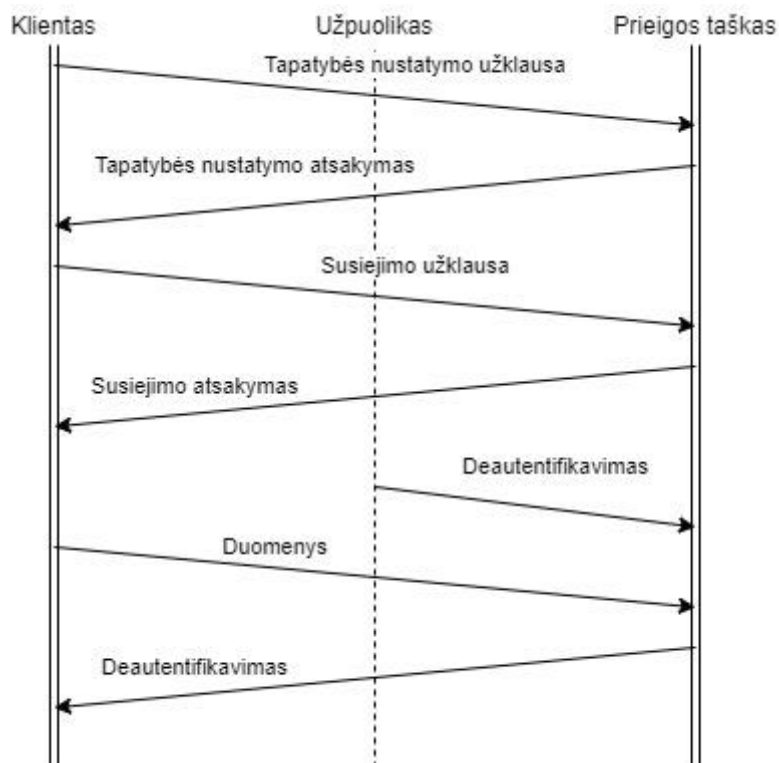 Klientas
Užpuolikas
Prieigos taškas
Tapatybės nustatymo užklausa
Tapatybės nustatymo atsakymas
Susiejimo užklausa
Susiejimo atsakymas
Deautentifikavimas
Duomenys
Deautentifikavimas